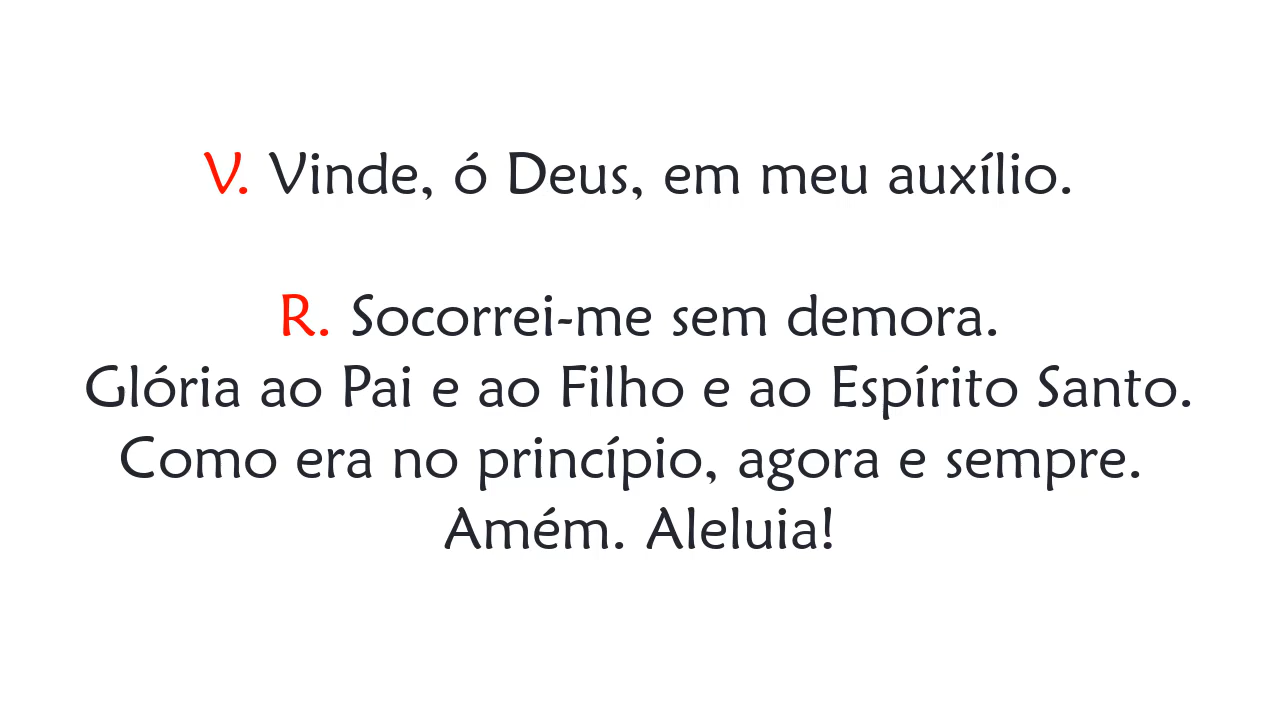 V. Vinde, ó Deus, em meu auxílio.
R. Socorrei-me sem demora.
Glória ao Pai e ao Filho e ao Espírito Santo.
Como era no princípio, agora e sempre.
Amém. Aleluia!